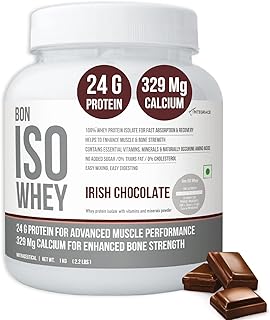 24 G
PROTEIN
329 Mg
CALCIUM
BON
ISO
WHEY
INTEGRACE
100% WHEY PROTEIN ISOLATE FOR FAST ABSORPTION & RECOVERY
HELPS TO ENHANCE MUSCLE & BONE STRENGTH
CONTAINS ESSENTIAL VITAMINS, MINERALS & NATURALLY OCCURING AMINO ACIDS
NO ADDED SUGAR / 0% TRANS FAT / 0% CHOLESTEROL
EASY MIXING, EASY DIGESTING
IRISH CHOCOLATE
Whey protein isolate with vitamins and minerals powder
24 G PROTEIN FOR ADVANCED MUSCLE PERFORMANCE
329 Mg CALCIUM FOR ENHANCED BONE STRENGTH
NUTRACEUTICAL | NET WT. | 1KG (2.2 LBS)